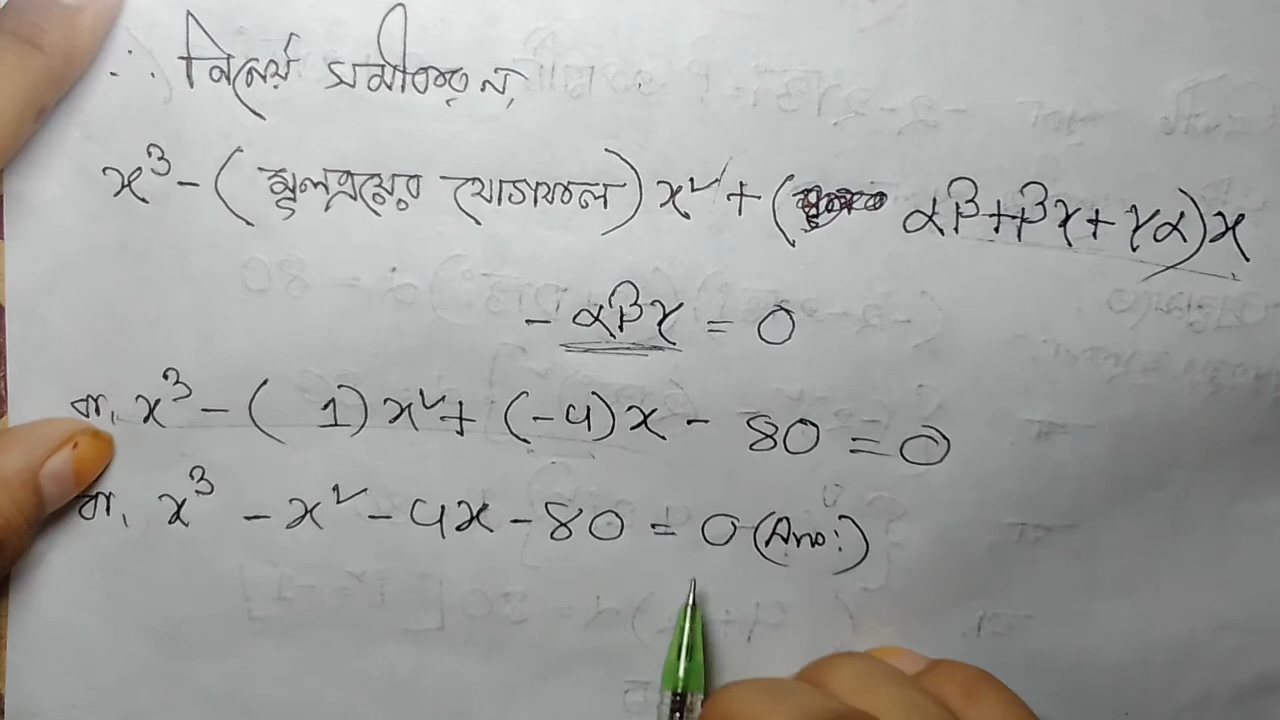 ∴ নির্ণেয় সমীকরণ,
x³ - (মূলত্রয়ের যোগফল)x² + (αβ+βγ+γα)x
- αβγ = 0
বা, x³ - (1)x² + (-4)x - 80 = 0
বা, x³ - x² - 4x - 80 = 0 (Ans:)